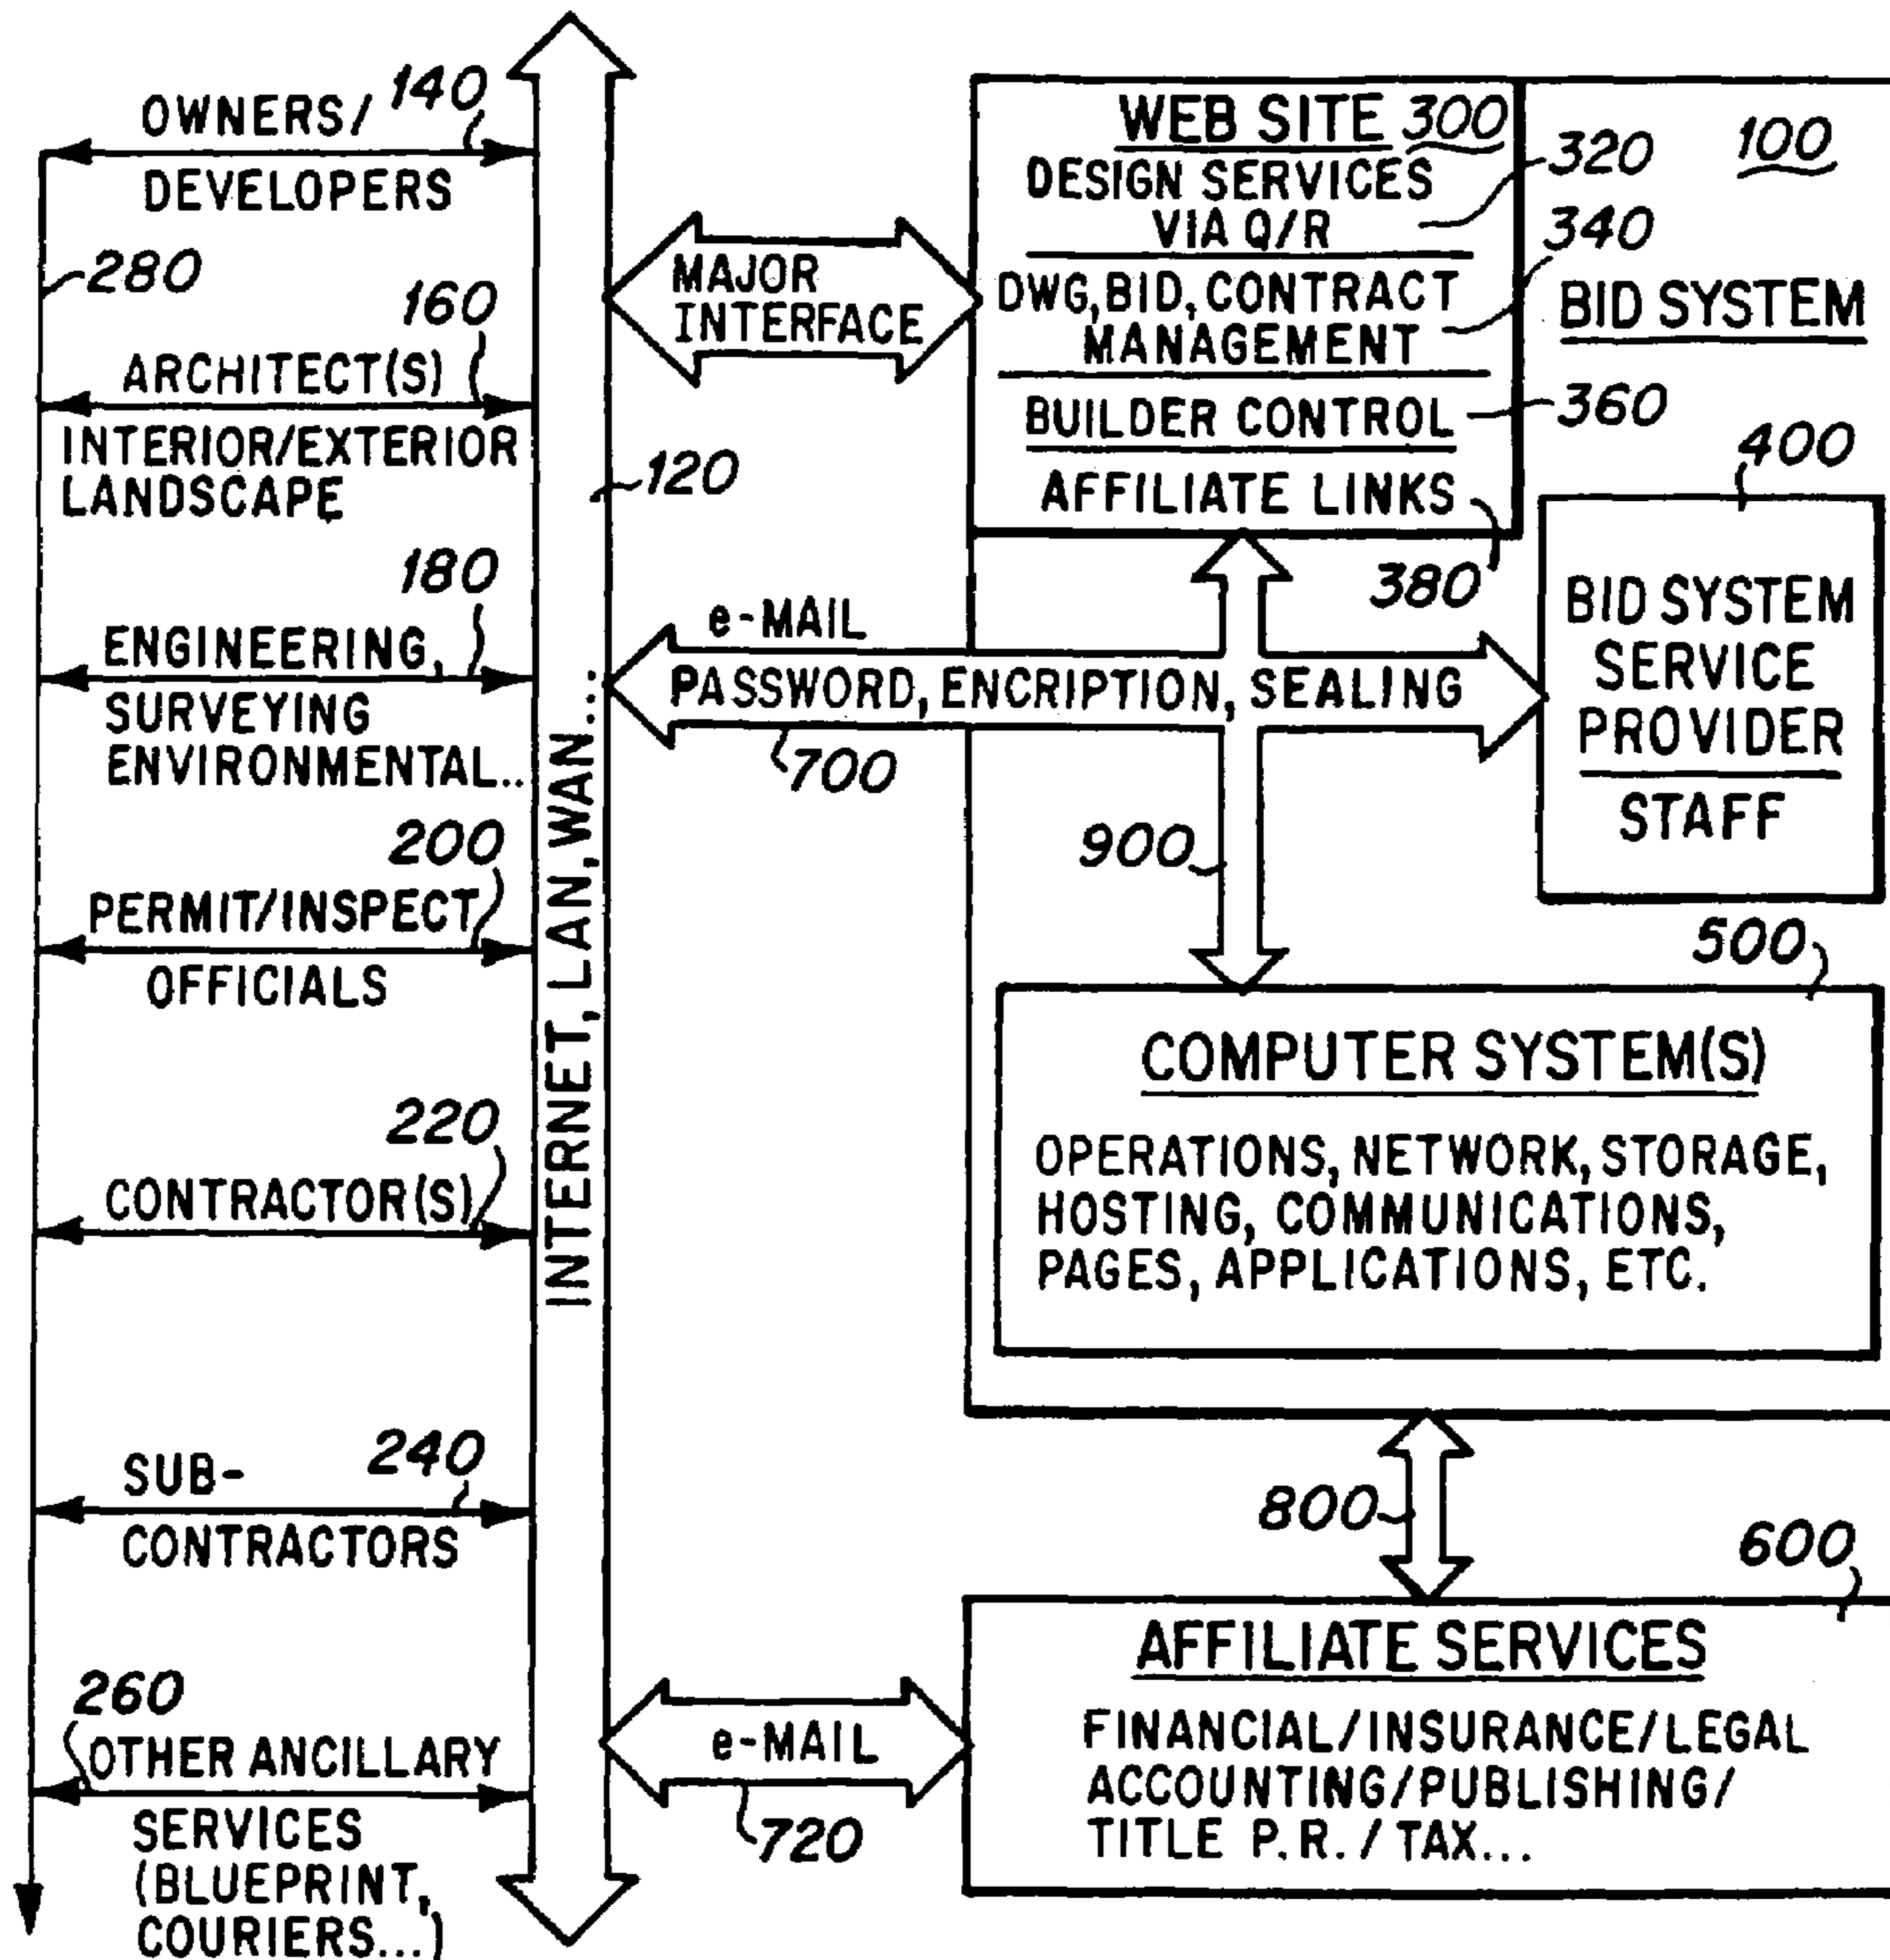 OWNERS/ 140
DEVELOPERS
280
160
ARCHITECT(S)
INTERIOR/EXTERIOR
LANDSCAPE
180
ENGINEERING,
SURVEYING
ENVIRONMENTAL..
200
PERMIT/INSPECT
OFFICIALS
220
CONTRACTOR(S)
SUB- 240
CONTRACTORS
260
OTHER ANCILLARY
SERVICES
(BLUEPRINT,
COURIERS...)
INTERNET, LAN, WAN...
120
MAJOR
INTERFACE
WEB SITE 300
DESIGN SERVICES
VIA Q/R
320
DWG, BID, CONTRACT
MANAGEMENT
340
BUILDER CONTROL 360
AFFILIATE LINKS
380
100
BID SYSTEM
400
BID SYSTEM
SERVICE
PROVIDER
STAFF
e-MAIL
PASSWORD, ENCRIPTION, SEALING
700
900
500
COMPUTER SYSTEM(S)
OPERATIONS, NETWORK, STORAGE,
HOSTING, COMMUNICATIONS,
PAGES, APPLICATIONS, ETC.
800
600
AFFILIATE SERVICES
FINANCIAL/INSURANCE/LEGAL
ACCOUNTING/PUBLISHING/
TITLE P.R./TAX...
e-MAIL
720